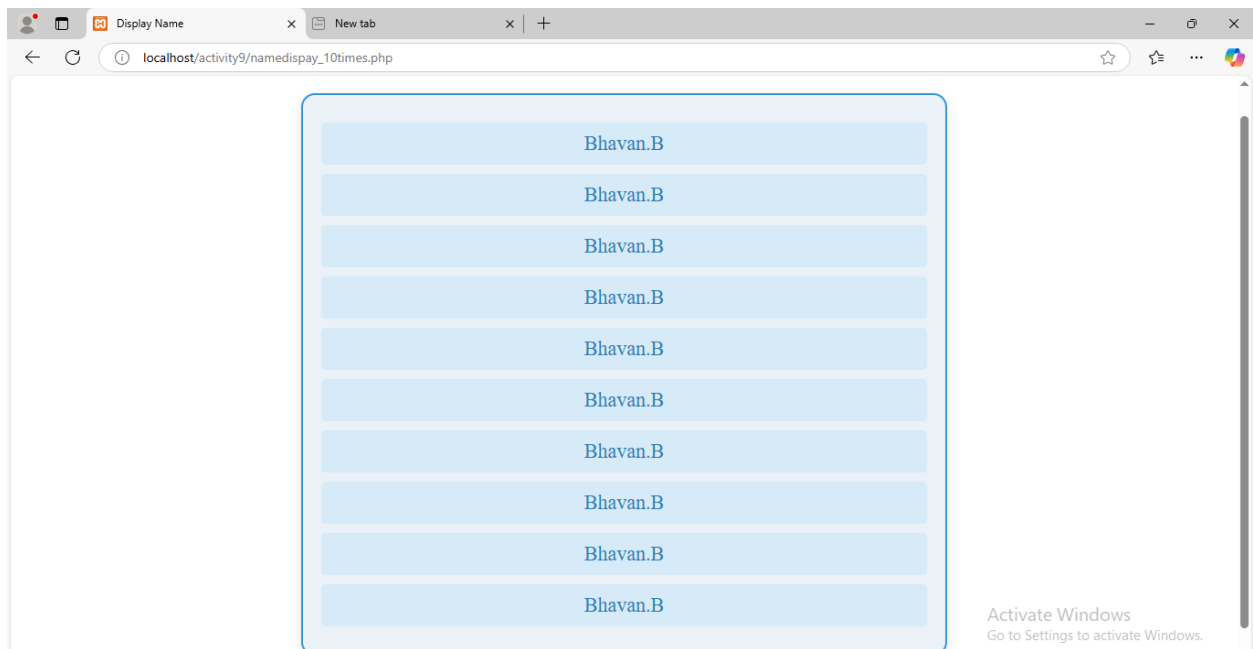 Display Name
New tab
localhost/activity9/namedispay_10times.php
Bhavan.B
Bhavan.B
Bhavan.B
Bhavan.B
Bhavan.B
Bhavan.B
Bhavan.B
Bhavan.B
Bhavan.B
Bhavan.B
Activate Windows
Go to Settings to activate Windows.